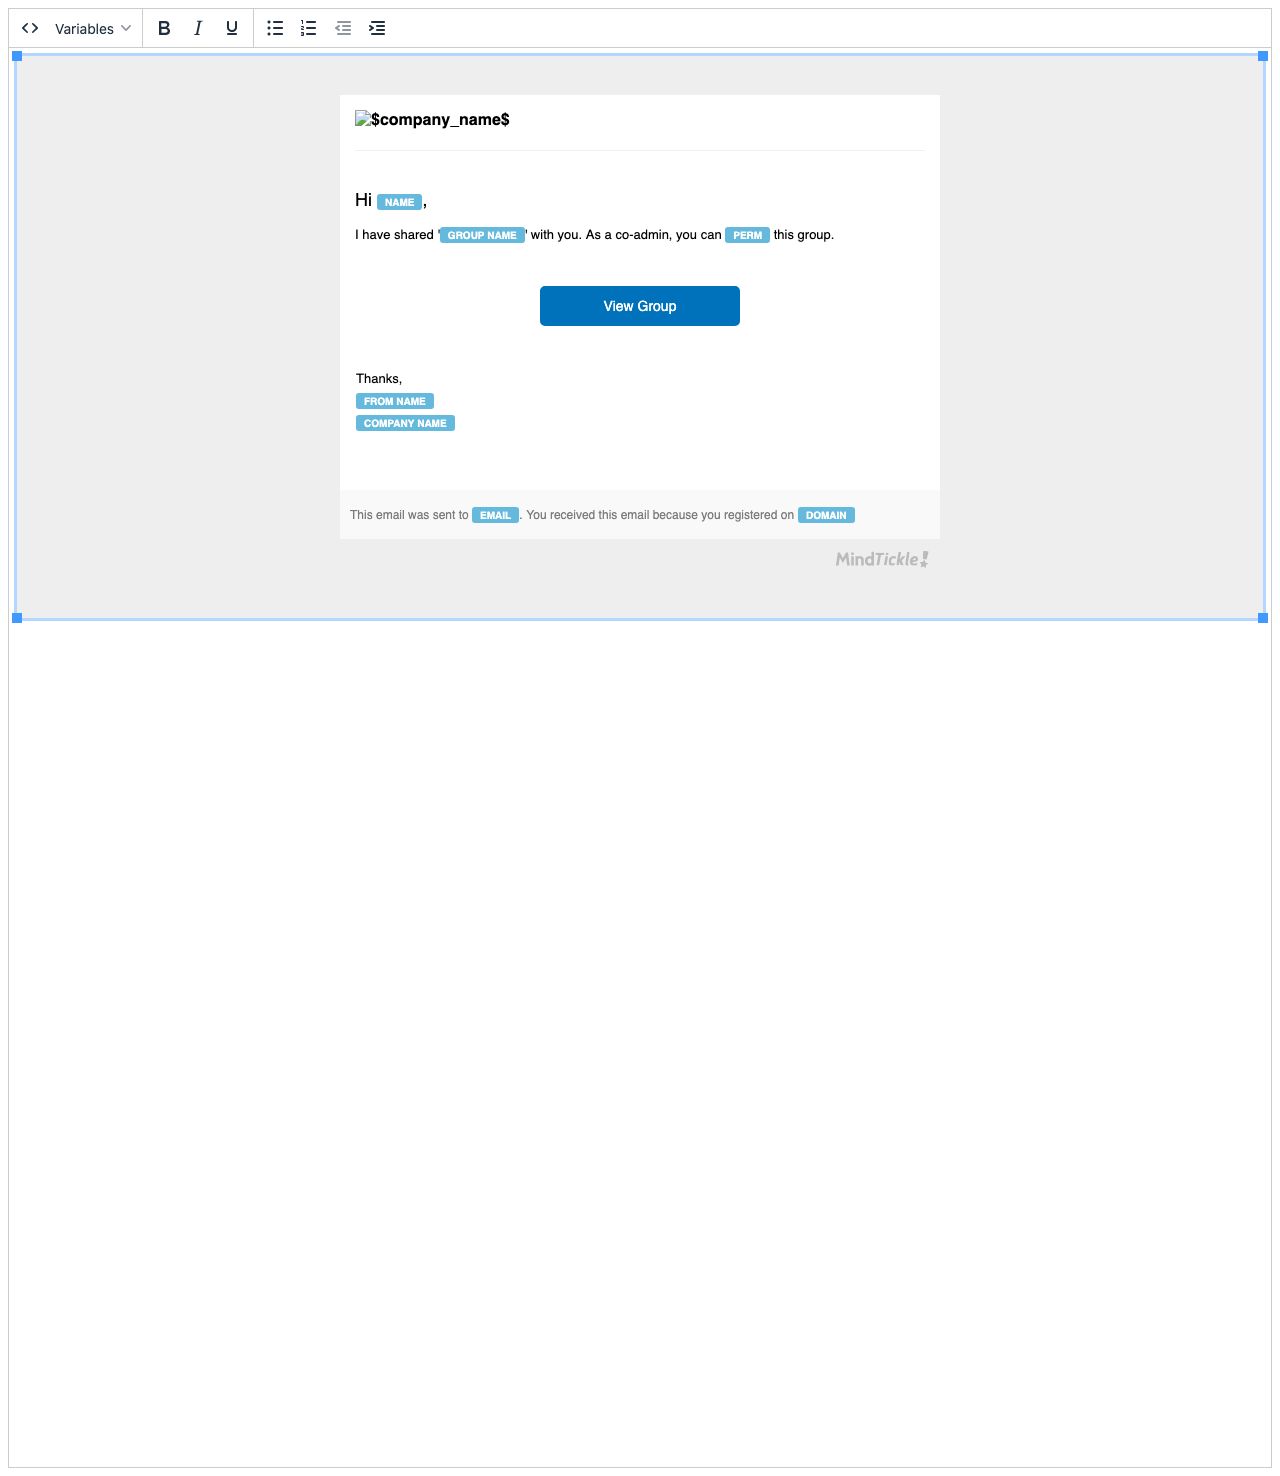 Variables
B I U
$company_name$
Hi NAME,
I have shared 'GROUP NAME' with you. As a co-admin, you can PERM this group.
View Group
Thanks,
FROM NAME
COMPANY NAME
This email was sent to EMAIL. You received this email because you registered on DOMAIN
MindTickle!